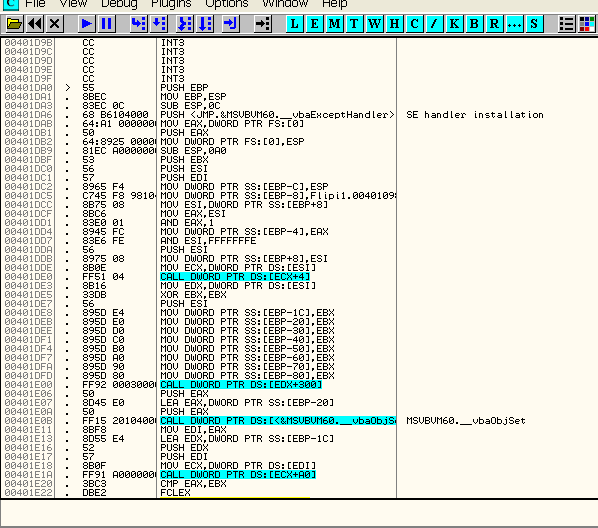 C File View Debug Plugins Options Window Help
L E M T W H C / K B R ... S
00401D9B CC INT3
00401D9C CC INT3
00401D9D CC INT3
00401D9E CC INT3
00401D9F CC INT3
00401DA0 > 55 PUSH EBP
00401DA1 . 8BEC MOV EBP,ESP
00401DA3 . 83EC 0C SUB ESP,0C
00401DA6 . 68 B6104000 PUSH <JMP.&MSVBVM60.__vbaExceptHandler> SE handler installation
00401DAB . 64:A1 0000000 MOV EAX,DWORD PTR FS:[0]
00401DB1 . 50 PUSH EAX
00401DB2 . 64:8925 0000 MOV DWORD PTR FS:[0],ESP
00401DB9 . 81EC A0000000 SUB ESP,0A0
00401DBF . 53 PUSH EBX
00401DC0 . 56 PUSH ESI
00401DC1 . 57 PUSH EDI
00401DC2 . 8965 F4 MOV DWORD PTR SS:[EBP-C],ESP
00401DC5 . C745 F8 9810 MOV DWORD PTR SS:[EBP-8],Flipi1.00401098
00401DCC . 8B75 08 MOV ESI,DWORD PTR SS:[EBP+8]
00401DCF . 8BC6 MOV EAX,ESI
00401DD1 . 83E0 01 AND EAX,1
00401DD4 . 8945 FC MOV DWORD PTR SS:[EBP-4],EAX
00401DD7 . 83E6 FE AND ESI,FFFFFFFE
00401DDA . 56 PUSH ESI
00401DDB . 8975 08 MOV DWORD PTR SS:[EBP+8],ESI
00401DDE . 8B0E MOV ECX,DWORD PTR DS:[ESI]
00401DE0 . FF51 04 CALL DWORD PTR DS:[ECX+4]
00401DE3 . 8B16 MOV EDX,DWORD PTR DS:[ESI]
00401DE5 . 33DB XOR EBX,EBX
00401DE7 . 56 PUSH ESI
00401DE8 . 895D E4 MOV DWORD PTR SS:[EBP-1C],EBX
00401DEB . 895D E0 MOV DWORD PTR SS:[EBP-20],EBX
00401DEE . 895D D0 MOV DWORD PTR SS:[EBP-30],EBX
00401DF1 . 895D C0 MOV DWORD PTR SS:[EBP-40],EBX
00401DF4 . 895D B0 MOV DWORD PTR SS:[EBP-50],EBX
00401DF7 . 895D A0 MOV DWORD PTR SS:[EBP-60],EBX
00401DFA . 895D 90 MOV DWORD PTR SS:[EBP-70],EBX
00401DFD . 895D 80 MOV DWORD PTR SS:[EBP-80],EBX
00401E00 . FF92 0003000 CALL DWORD PTR DS:[EDX+300]
00401E06 . 50 PUSH EAX
00401E07 . 8D45 E0 LEA EAX,DWORD PTR SS:[EBP-20]
00401E0A . 50 PUSH EAX
00401E0B . FF15 2010400 CALL DWORD PTR DS:[<&MSVBVM60.__vbaObjSe MSVBVM60.__vbaObjSet
00401E11 . 8BF8 MOV EDI,EAX
00401E13 . 8D55 E4 LEA EDX,DWORD PTR SS:[EBP-1C]
00401E16 . 52 PUSH EDX
00401E17 . 57 PUSH EDI
00401E18 . 8B0F MOV ECX,DWORD PTR DS:[EDI]
00401E1A . FF91 A000000 CALL DWORD PTR DS:[ECX+A0]
00401E20 . 3BC3 CMP EAX,EBX
00401E22 . DBE2 FCLEX